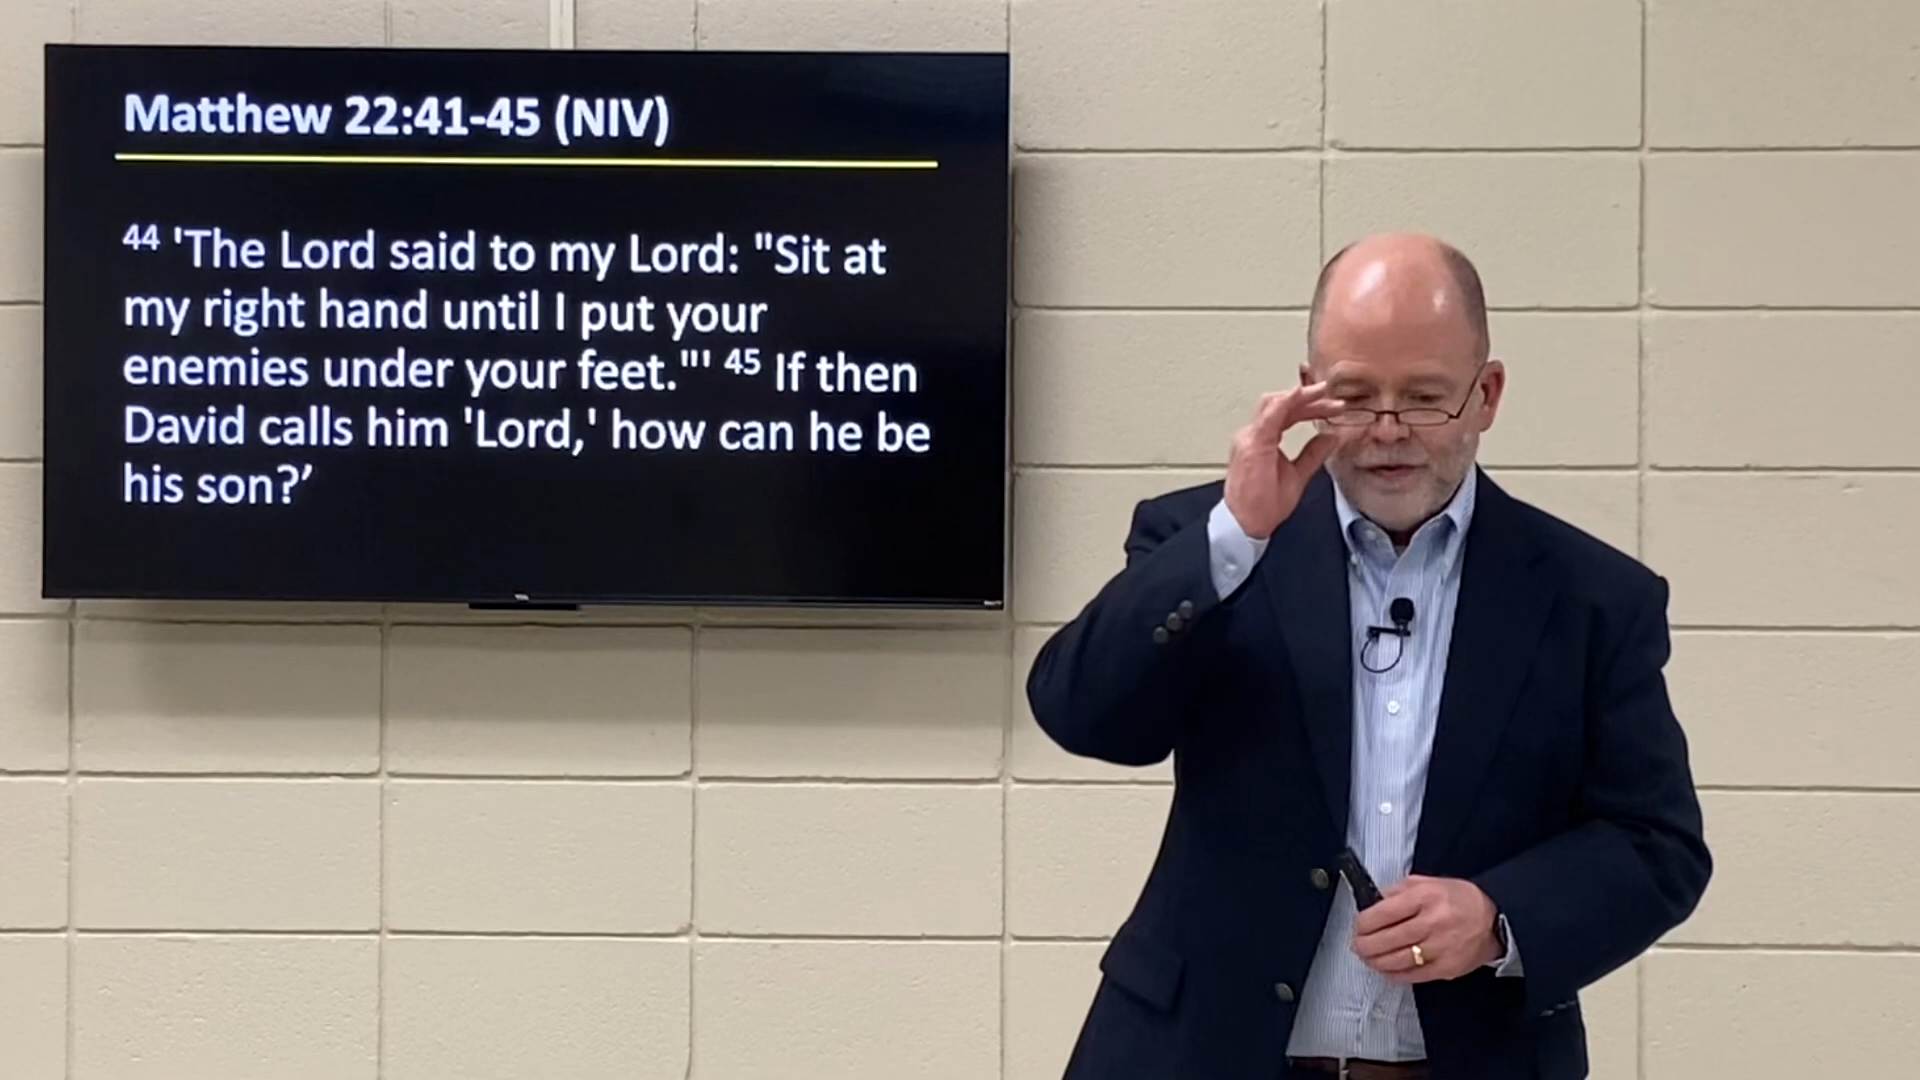 Matthew 22:41-45 (NIV)
44 'The Lord said to my Lord: "Sit at
my right hand until I put your
enemies under your feet."' 45 If then
David calls him 'Lord,' how can he be
his son?’
TCL